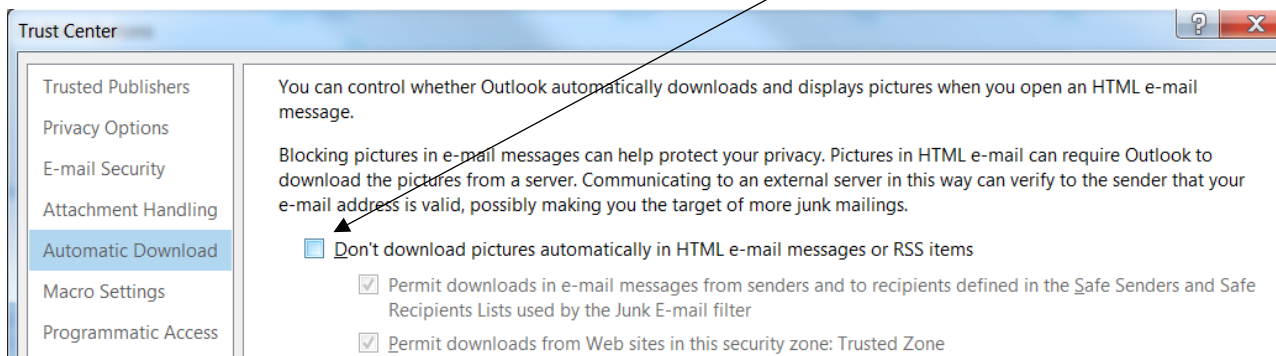 Trust Center
Trusted Publishers
Privacy Options
E-mail Security
Attachment Handling
Automatic Download
Macro Settings
Programmatic Access
You can control whether Outlook automatically downloads and displays pictures when you open an HTML e-mail
message.
Blocking pictures in e-mail messages can help protect your privacy. Pictures in HTML e-mail can require Outlook to
download the pictures from a server. Communicating to an external server in this way can verify to the sender that your
e-mail address is valid, possibly making you the target of more junk mailings.
Don't download pictures automatically in HTML e-mail messages or RSS items
Permit downloads in e-mail messages from senders and to recipients defined in the Safe Senders and Safe
Recipients Lists used by the Junk E-mail filter
Permit downloads from Web sites in this security zone: Trusted Zone